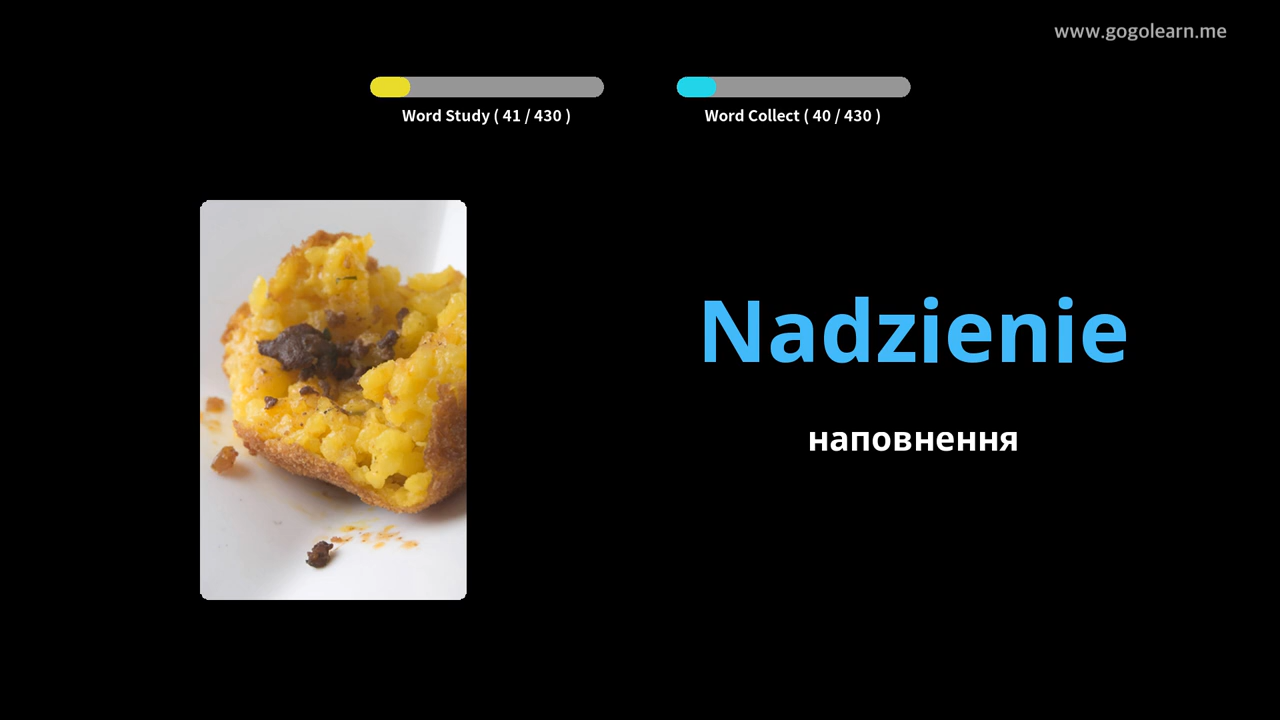 www.gogolearn.me
Word Study ( 41 / 430 )
Word Collect ( 40 / 430 )
Nadzienie
наповнення